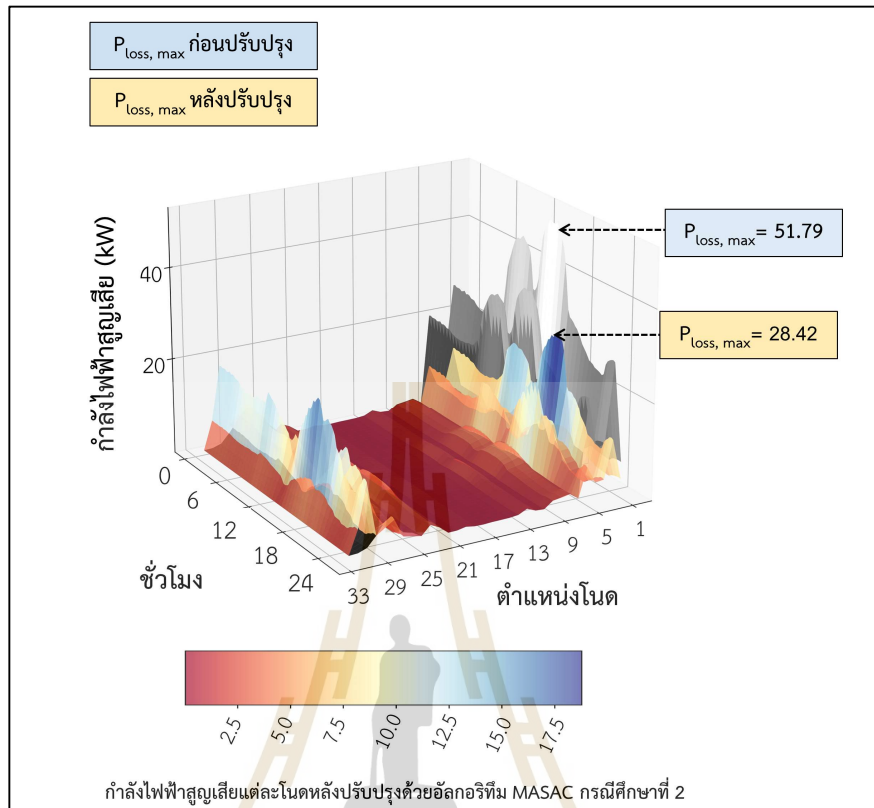 P_loss, max ก่อนปรับปรุง
P_loss, max หลังปรับปรุง
กำลังไฟฟ้าสูญเสีย (kW)
40
20
P_loss, max = 51.79
P_loss, max = 28.42
0
6
12
18
24
ชั่วโมง
33
29
25
21
17
13
9
5
1
ตำแหน่งโนด
2.5
5.0
7.5
10.0
12.5
15.0
17.5
กำลังไฟฟ้าสูญเสียแต่ละโนดหลังปรับปรุงด้วยอัลกอริทึม MASAC กรณีศึกษาที่ 2